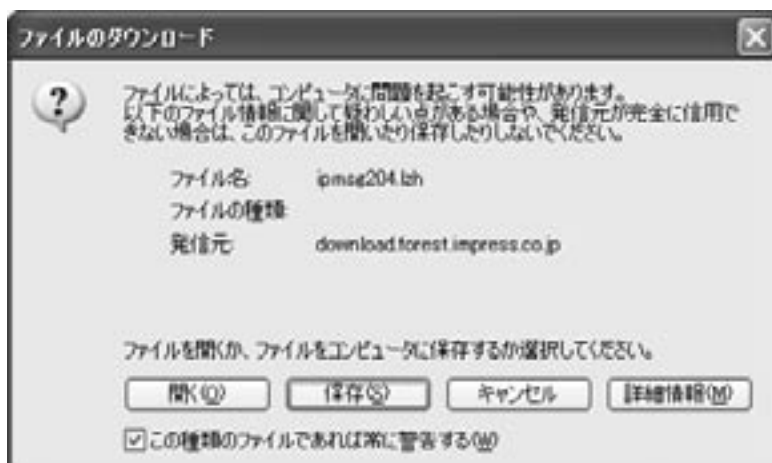 ファイルのダウンロード
ファイルによっては、コンピュータに問題を起こす可能性があります。
以下のファイル情報に関して疑わしい点がある場合や、発信元が完全に信用で
きない場合は、このファイルを開いたり保存したりしないでください。
ファイル名: ipmsg204.lzh
ファイルの種類:
発信元: download.forest.impress.co.jp
ファイルを開くか、ファイルをコンピュータに保存するか選択してください。
開く(O) 保存(S) キャンセル 詳細情報(M)
この種類のファイルであれば常に警告する(W)